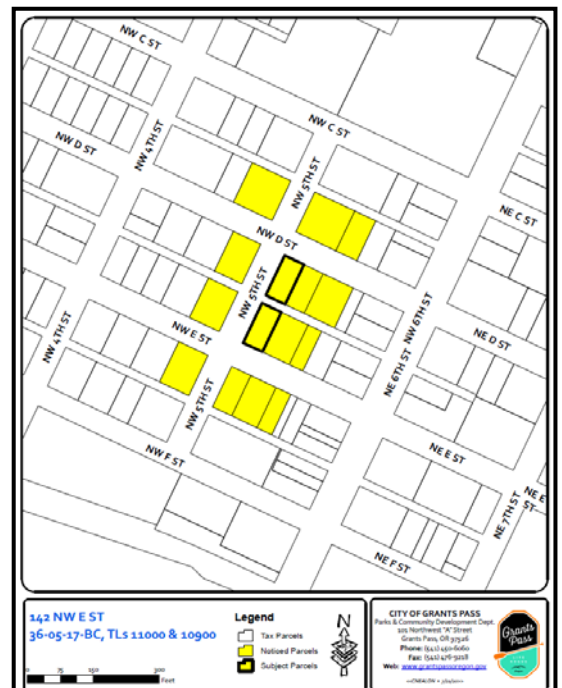 NW C ST
NW 4TH ST
NW D ST
NW C ST
NW 5TH ST
NE C ST
NW D ST
NW 5TH ST
NW 6TH ST
NE D ST
NW E ST
NW 4TH ST
NE 6TH ST
NW 5TH ST
NW F ST
NE E ST
NE 7TH ST
NE E
ST
NE F ST
142 NW E ST
36-05-17-BC, TLs 11000 & 10900
Legend
Tax Parcels
Noticed Parcels
Subject Parcels
N
0 75 150 300
Feet
CITY OF GRANTS PASS
Parks & Community Development Dept.
101 Northwest "A" Street
Grants Pass, OR 97526
Phone: (541) 450-6060
Fax: (541) 476-9218
Web: www.grantspassoregon.gov
Grants
Pass